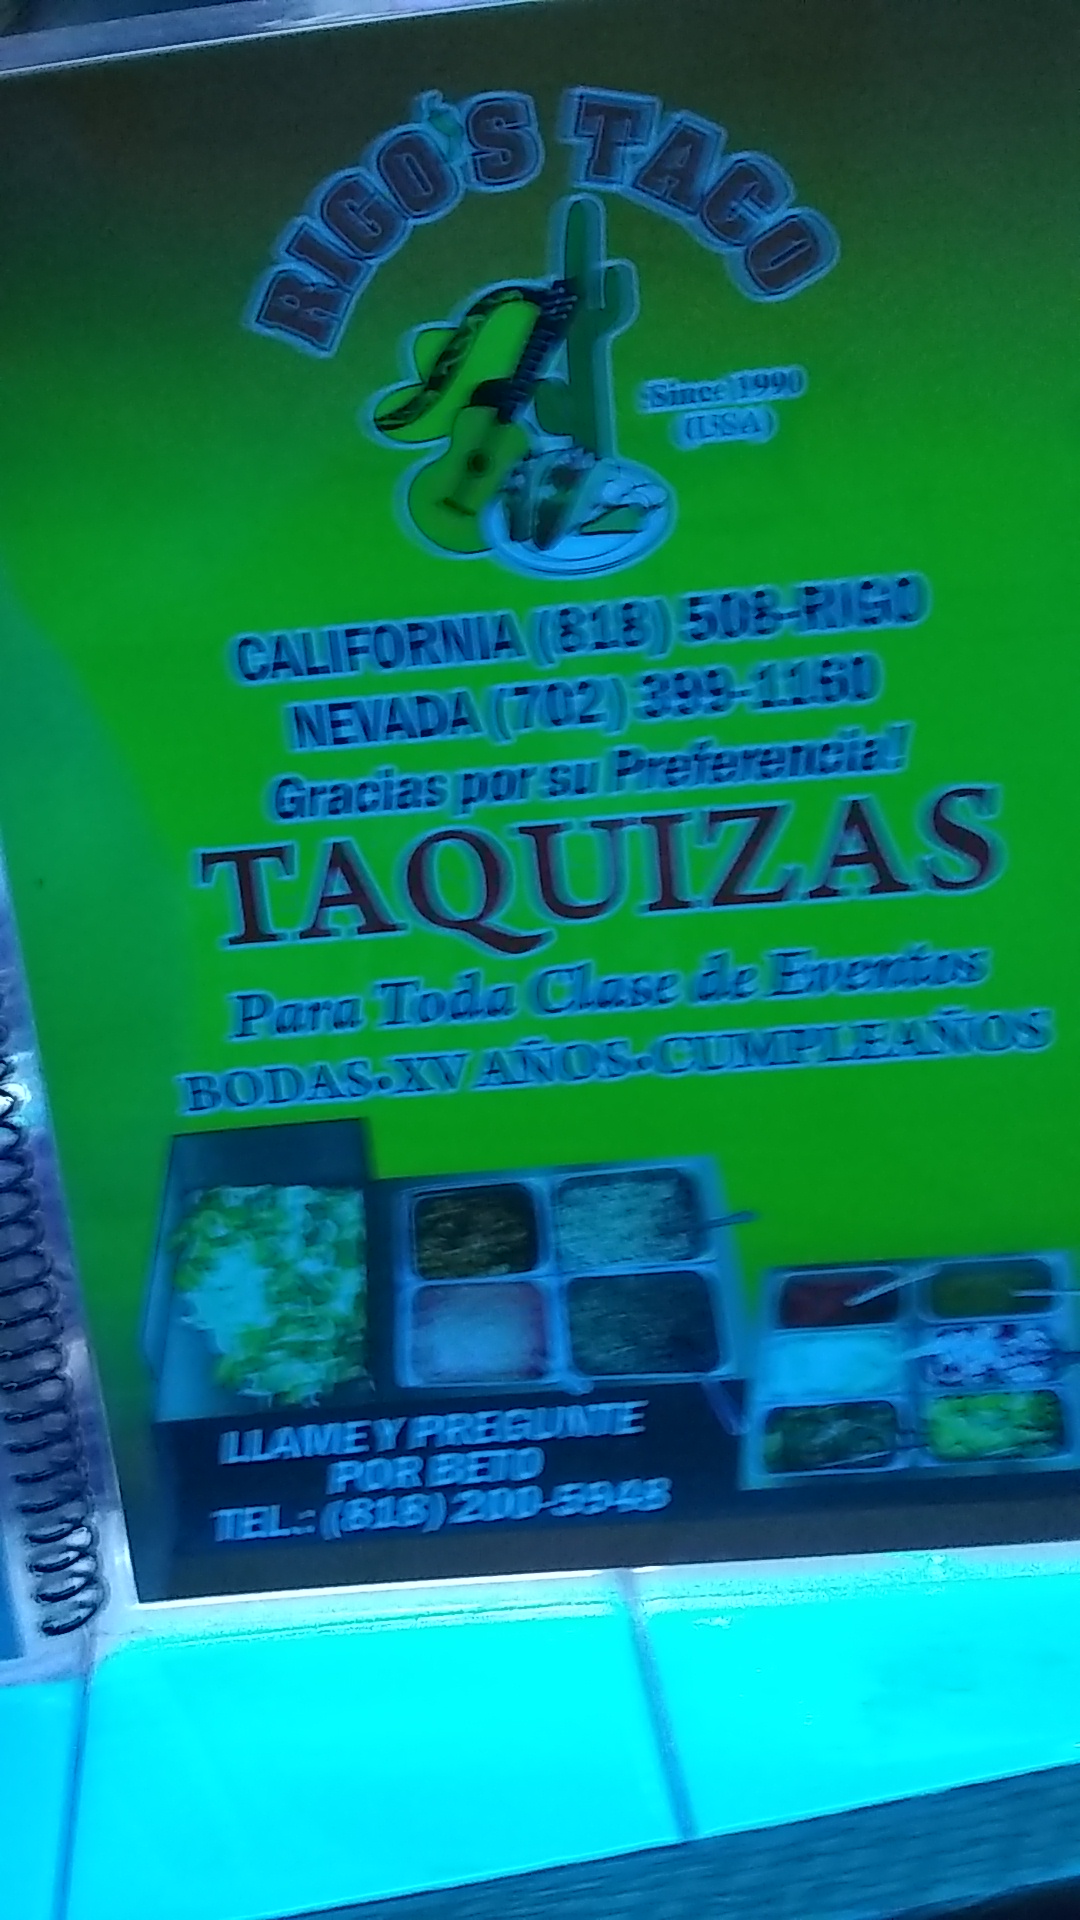 RIGO'S TACO
Since 1990
(USA)
CALIFORNIA (818) 508-RIGO
NEVADA (702) 399-1160
Gracias por su Preferencia!
TAQUIZAS
Para Toda Clase de Eventos
BODAS•XV AÑOS•CUMPLEAÑOS
LLAME Y PREGUNTE
POR BETO
TEL.: (818) 200-5948